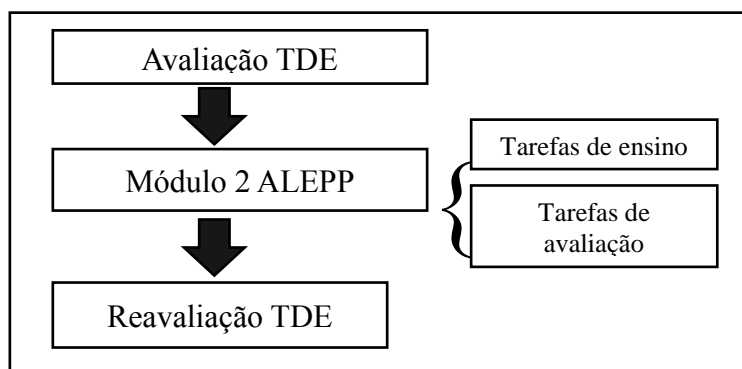 Avaliação TDE
Módulo 2 ALEPP
Tarefas de ensino
Tarefas de
avaliação
Reavaliação TDE